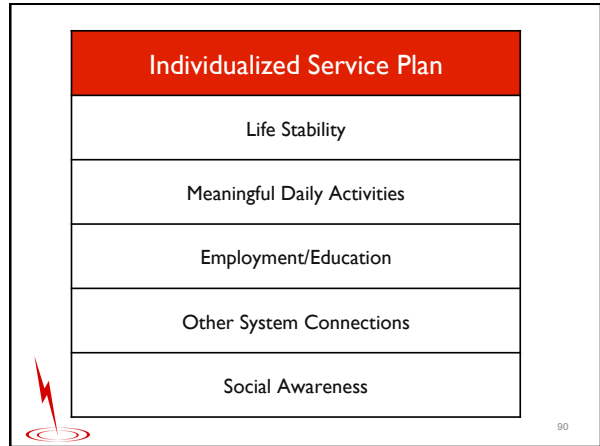 Individualized Service Plan
Life Stability
Meaningful Daily Activities
Employment/Education
Other System Connections
Social Awareness
90